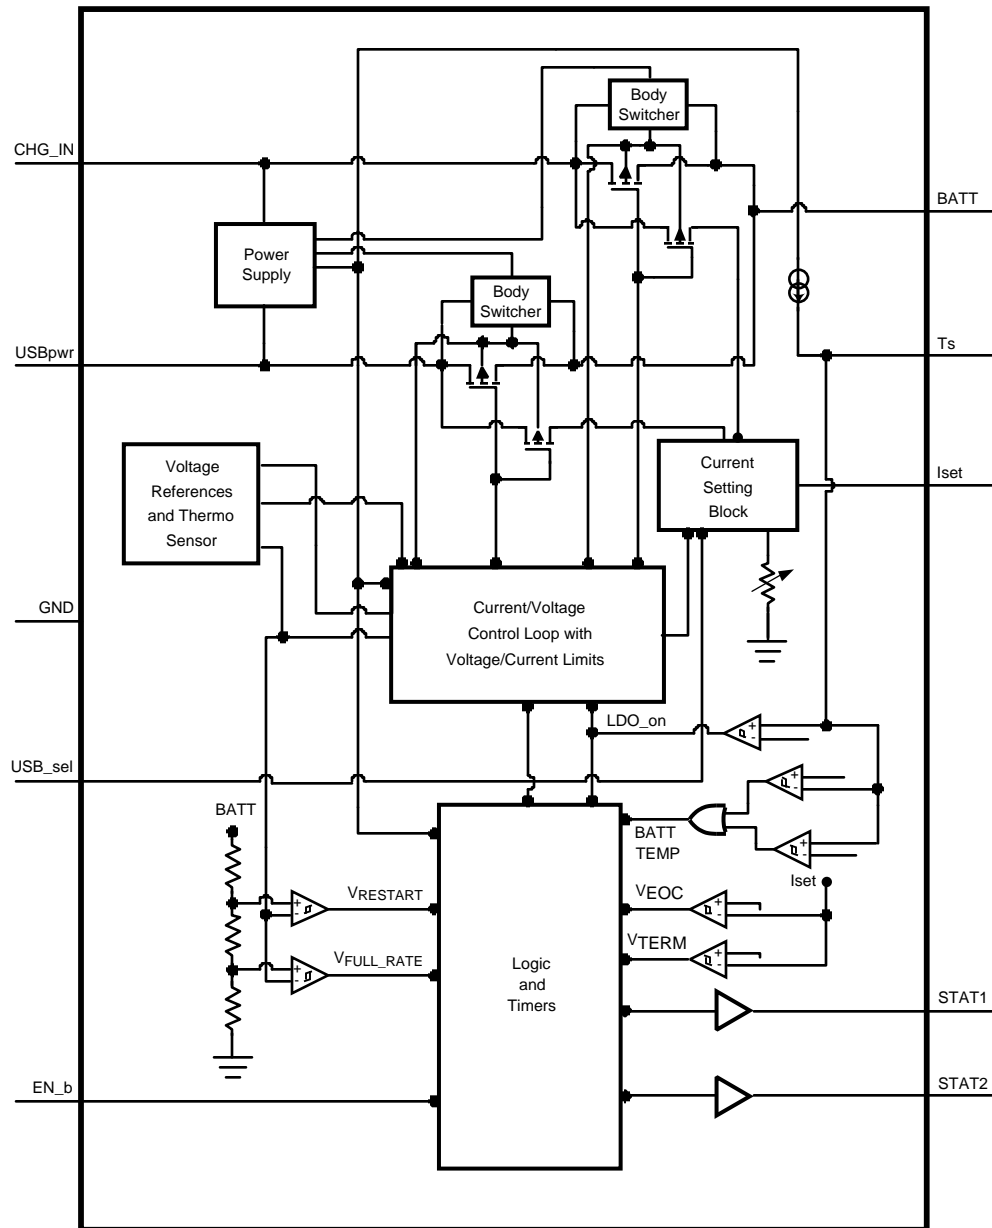 Body
Switcher
CHG_IN
BATT
Power
Supply
Body
Switcher
USBpwr
Ts
Voltage
References
and Thermo
Sensor
Current
Setting
Block
Iset
GND
Current/Voltage
Control Loop with
Voltage/Current Limits
LDO_on
+
-
USB_sel
BATT
+
-
BATT
TEMP
+
-
Iset
VRESTART
+
-
VEOC
+
-
VFULL_RATE
+
-
VTERM
+
-
Logic
and
Timers
STAT1
EN_b
STAT2